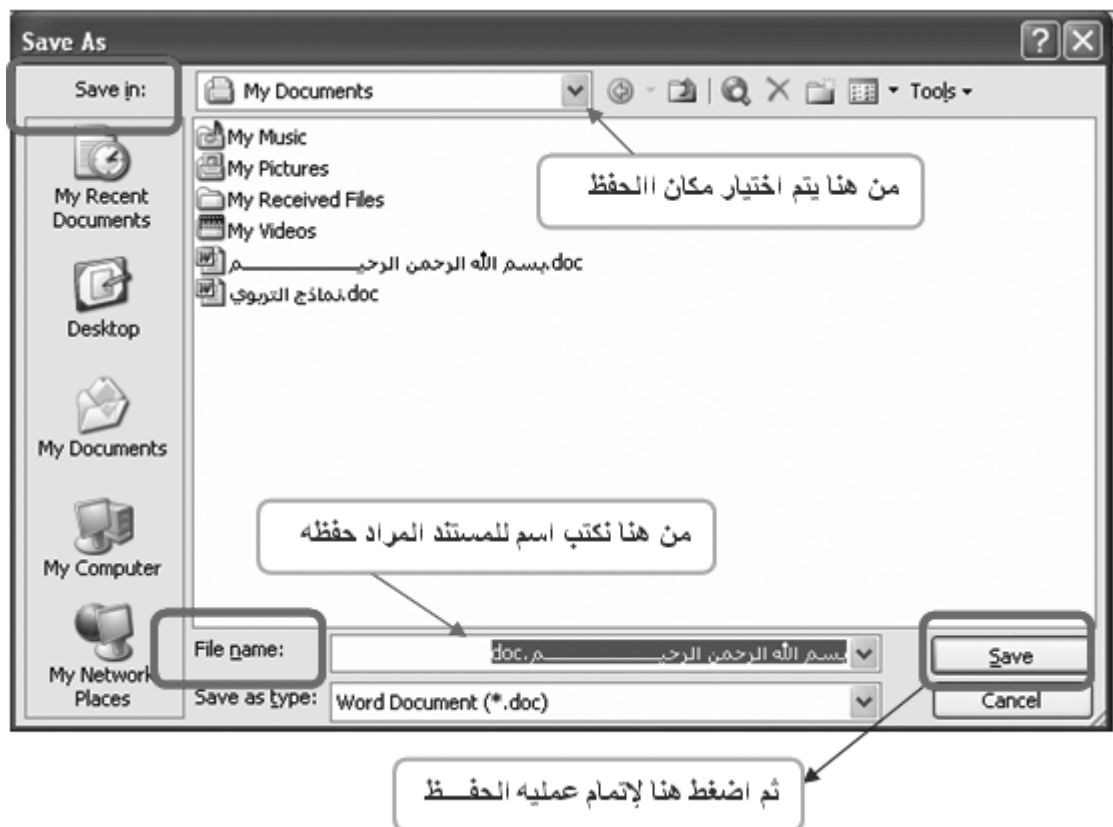 Save As
Save in:
My Documents
Tools
My Music
My Pictures
My Received Files
My Videos
بسم الله الرحمن الرحيـــــــــــــــم.doc
نماذج التربوي.doc
من هنا يتم اختيار مكان االحفظ
My Recent
Documents
Desktop
My Documents
My Computer
My Network
Places
من هنا نكتب اسم للمستند المراد حفظه
File name:
بسم الله الرحمن الرحيـــــــــــــــم.doc
Save
Save as type:
Word Document (*.doc)
Cancel
ثم اضغط هنا لإتمام عمليه الحفـــظ